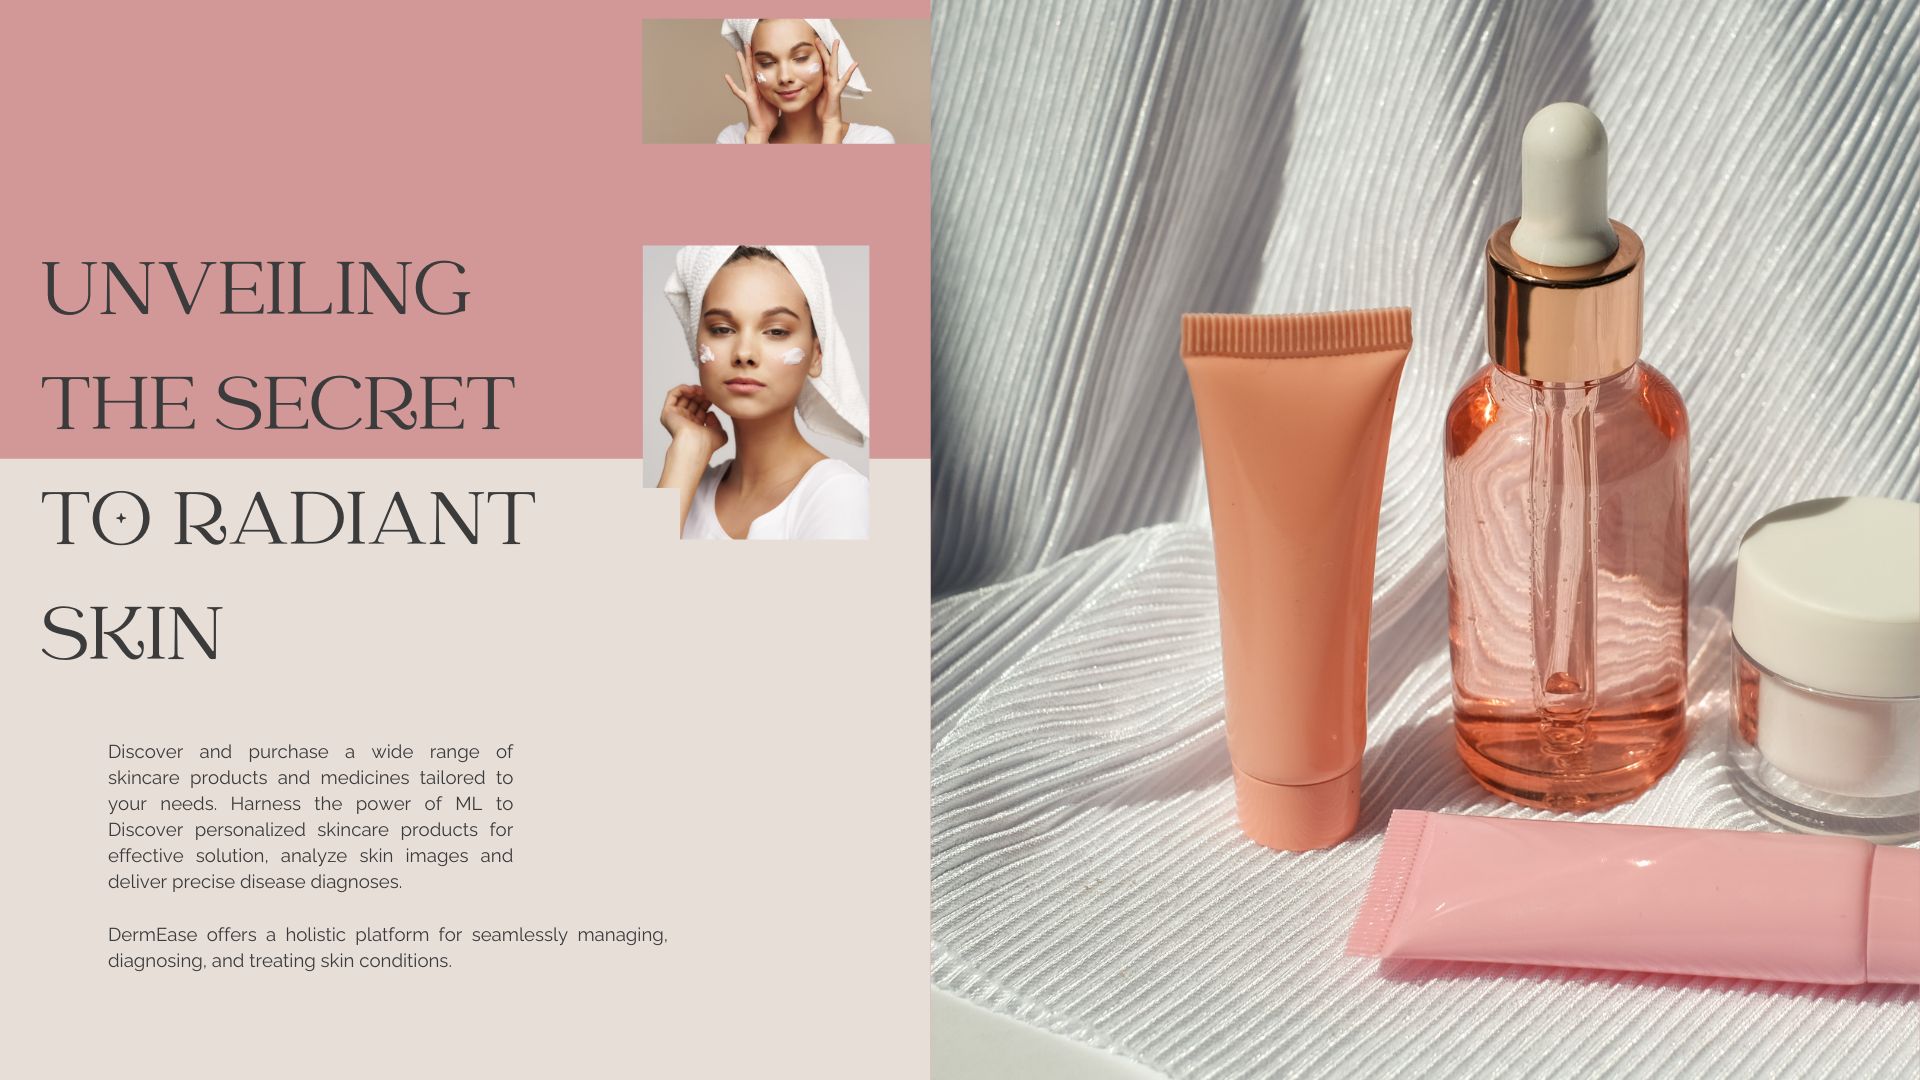 UNVEILING
THE SECRET
TO RADIANT
SKIN
Discover and purchase a wide range of
skincare products and medicines tailored to
your needs. Harness the power of ML to
Discover personalized skincare products for
effective solution, analyze skin images and
deliver precise disease diagnoses.
DermEase offers a holistic platform for seamlessly managing,
diagnosing, and treating skin conditions.